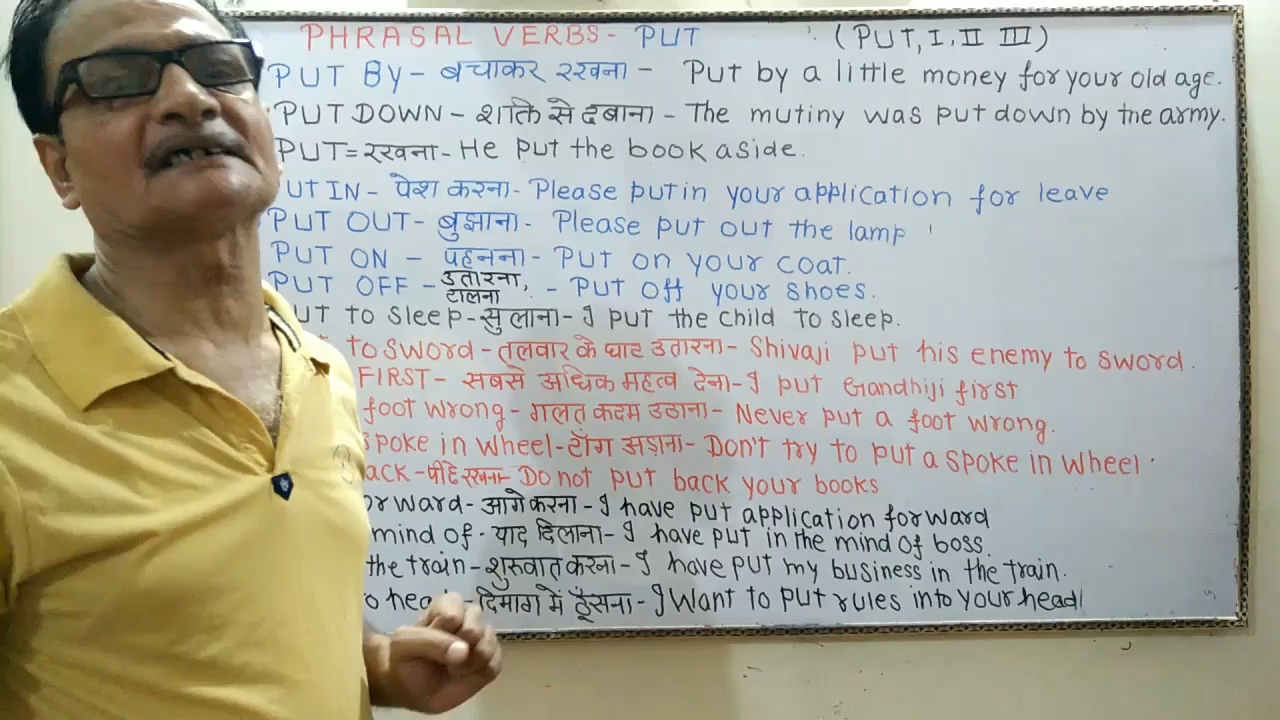 PHRASAL VERBS- PUT (PUT, I, II III)
PUT BY - बचाकर रखना - Put by a little money for your old age.
PUT DOWN - शक्ति से दबाना - The mutiny was put down by the army.
PUT = रखना - He put the book aside.
UT IN - पेश करना - Please put in your application for leave
PUT OUT - बुझाना - Please put out the lamp
PUT ON - पहनना - Put on your coat.
PUT OFF - उतारना, टालना - Put off your shoes.
UT to sleep - सुलाना - I put the child to sleep.
to sword - तलवार के घाट उतारना - Shivaji put his enemy to sword.
FIRST - सबसे अधिक महत्व देना - I put Gandhiji first
foot wrong - गलत कदम उठाना - Never put a foot wrong.
spoke in wheel - टाँग अड़ाना - Don't try to put a spoke in wheel
ack - पीछे रखना - Do not put back your books
orward - आगे करना - I have put application forward
mind of - याद दिलाना - I have put in the mind of boss.
the train - शुरुवात करना - I have put my business in the train.
o head - दिमाग में ठूँसना - I want to put rules into your head